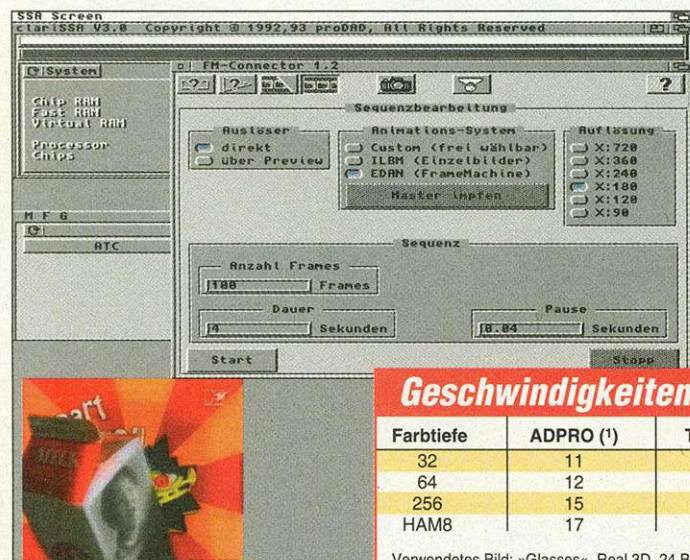 SSA Screen
clariSSA V3.0 Copyright © 1992,93 proDAD, All Rights Reserved
System
Chip RAM
Fast RAM
Virtual RAM
Processor
Chips
M F G
ATC
FM-Connector 1.2
?
Sequenzbearbeitung
Auslöser
direkt
über Preview
Animations-System
Custom (frei wählbar)
ILBM (Einzelbilder)
EDAN (FrameMachine)
Master impfen
Auflösung
X:720
X:360
X:240
X:180
X:120
X:90
Sequenz
Anzahl Frames
100 Frames
Dauer
4 Sekunden
Pause
0.04 Sekunden
Start
Stopp
MILK
Geschwindigkeiten
Farbtiefe ADPRO (1) T
32 11
64 12
256 15
HAM8 17
Verwendetes Bild: »Glasses«, Real 3D, 24 B